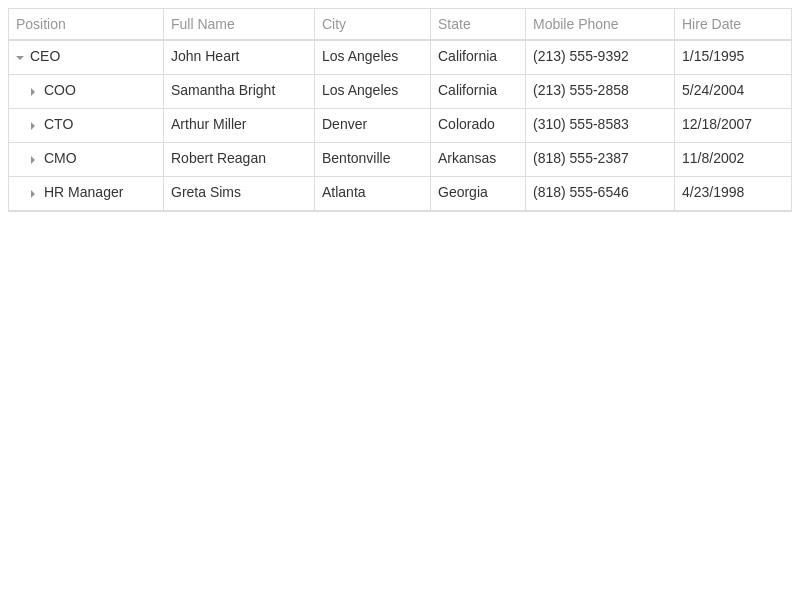 Position Full Name City State Mobile Phone Hire Date
CEO John Heart Los Angeles California (213) 555-9392 1/15/1995
COO Samantha Bright Los Angeles California (213) 555-2858 5/24/2004
CTO Arthur Miller Denver Colorado (310) 555-8583 12/18/2007
CMO Robert Reagan Bentonville Arkansas (818) 555-2387 11/8/2002
HR Manager Greta Sims Atlanta Georgia (818) 555-6546 4/23/1998